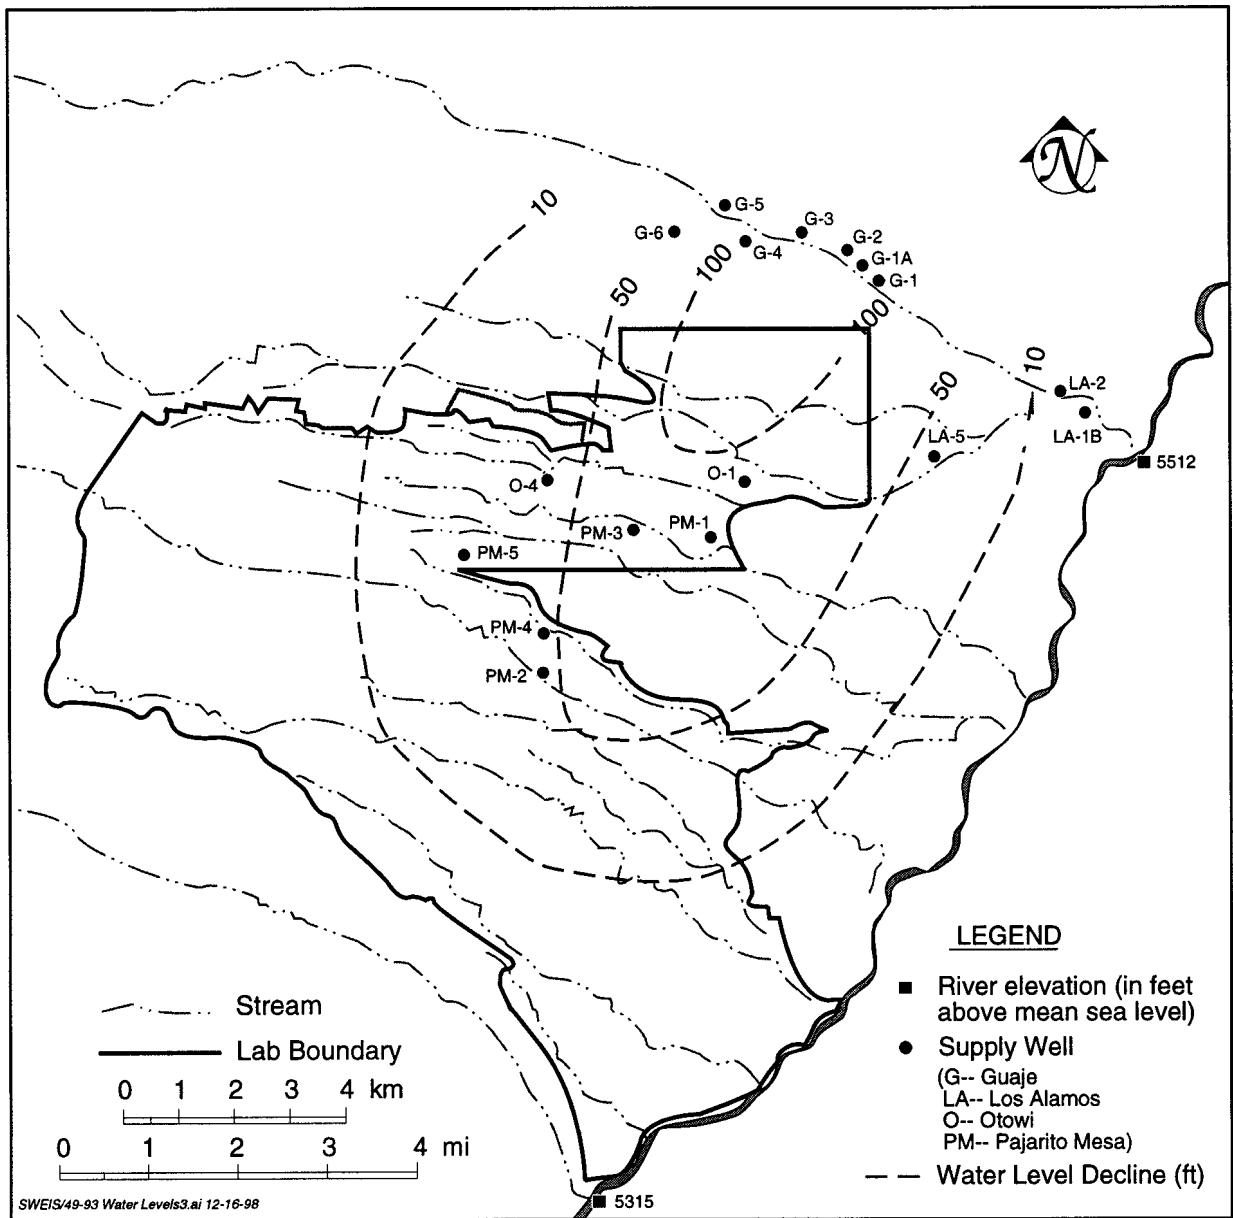 N
10
G-5
G-3
G-6
G-2
G-4
G-1A
100
G-1
50
100
10
50
LA-2
LA-1B
LA-5
5512
O-4
O-1
PM-3
PM-1
PM-5
PM-4
PM-2
LEGEND
River elevation (in feet
above mean sea level)
Supply Well
(G-- Guaje
LA-- Los Alamos
O-- Otowi
PM-- Pajarito Mesa)
Water Level Decline (ft)
Stream
Lab Boundary
0 1 2 3 4 km
0 1 2 3 4 mi
SWEIS/49-93 Water Levels3.ai 12-16-98
5315